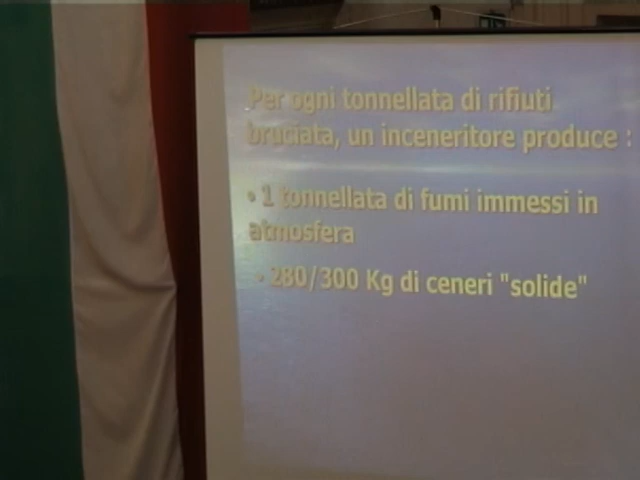 Per ogni tonnellata di rifiuti
bruciata, un inceneritore produce :
• 1 tonnellata di fumi immessi in
atmosfera
• 280/300 Kg di ceneri "solide"